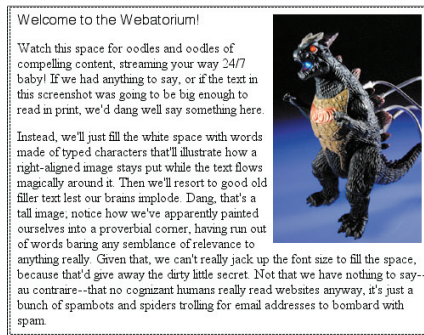 Welcome to the Webatorium!
Watch this space for oodles and oodles of
compelling content, streaming your way 24/7
baby! If we had anything to say, or if the text in
this screenshot was going to be big enough to
read in print, we'd dang well say something here.
Instead, we'll just fill the white space with words
made of typed characters that'll illustrate how a
right-aligned image stays put while the text flows
magically around it. Then we'll resort to good old
filler text lest our brains implode. Dang, that's a
tall image; notice how we've apparently painted
ourselves into a proverbial corner, having run out
of words baring any semblance of relevance to
anything really. Given that, we can't really jack up the font size to fill the space,
because that'd give away the dirty little secret. Not that we have nothing to say--
au contraire--that no cognizant humans really read websites anyway, it's just a
bunch of spambots and spiders trolling for email addresses to bombard with
spam.